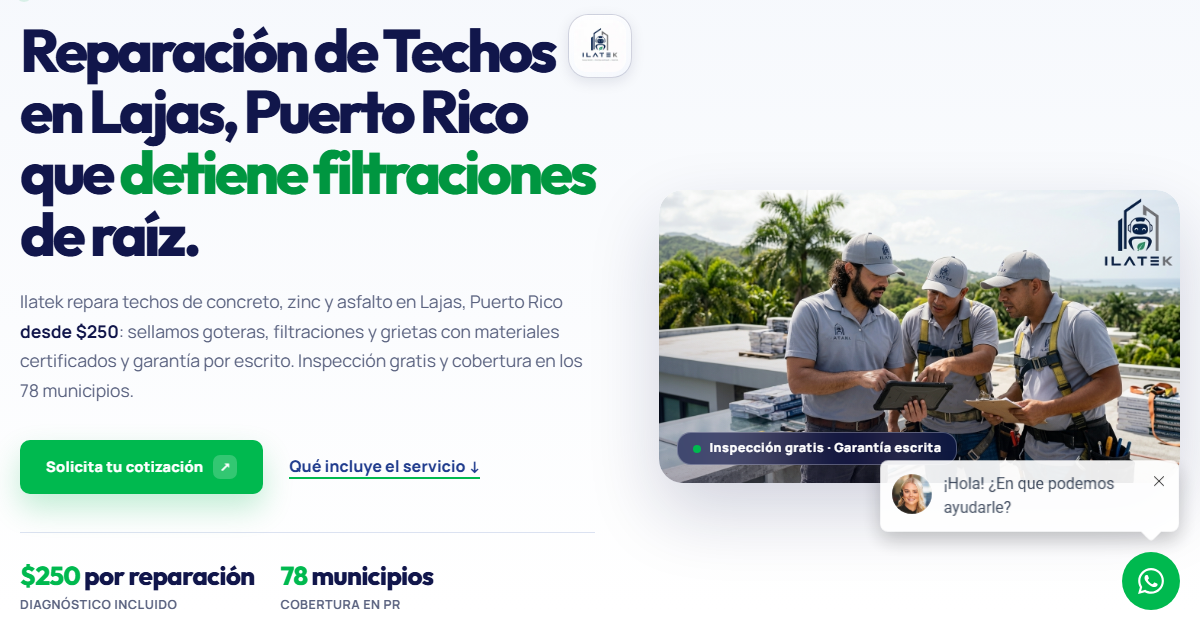 Reparación de Techos
en Lajas, Puerto Rico
que detiene filtraciones
de raíz.
ILATEK
Ilatek repara techos de concreto, zinc y asfalto en Lajas, Puerto Rico
desde $250: sellamos goteras, filtraciones y grietas con materiales
certificados y garantía por escrito. Inspección gratis y cobertura en los
78 municipios.
Solicita tu cotización ↗
Qué incluye el servicio ↓
$250 por reparación
DIAGNÓSTICO INCLUIDO
78 municipios
COBERTURA EN PR
ILATEK
Inspección gratis · Garantía escrita
¡Hola! ¿En que podemos
ayudarle?